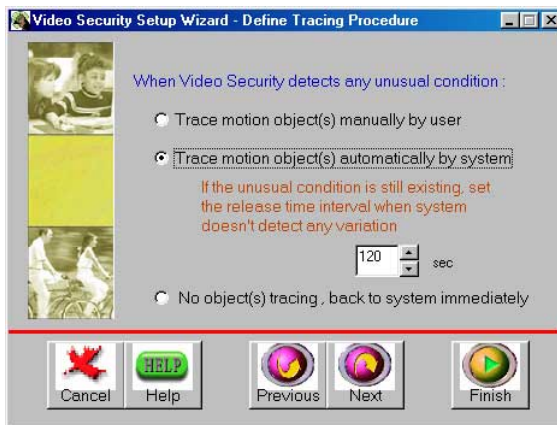 Video Security Setup Wizard - Define Tracing Procedure
When Video Security detects any unusual condition :
Trace motion object(s) manually by user
Trace motion object(s) automatically by system
If the unusual condition is still existing, set
the release time interval when system
doesn't detect any variation
120 sec
No object(s) tracing , back to system immediately
HELP
Cancel Help Previous Next Finish